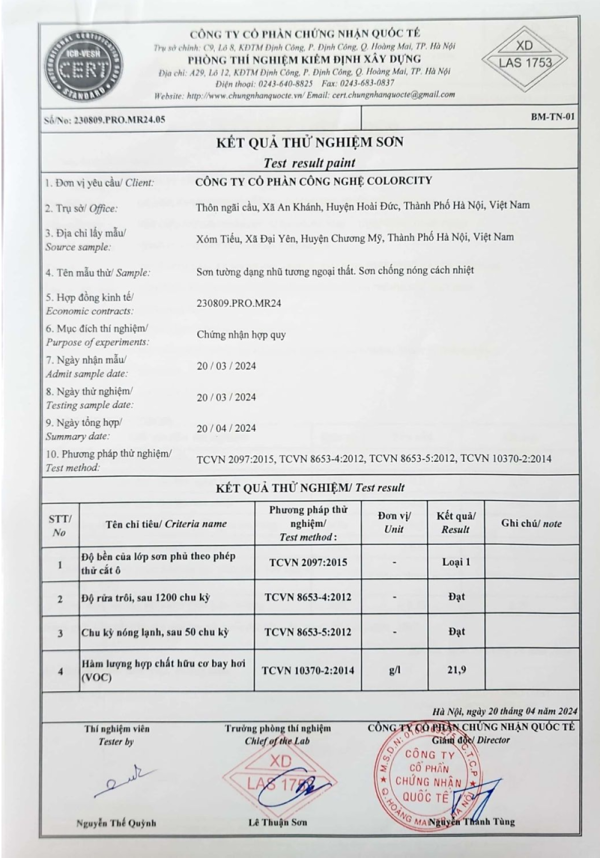 CÔNG TY CỔ PHẦN CHỨNG NHẬN QUỐC TẾ
Trụ sở chính: C9, Lô 8, KĐTM Định Công, P. Định Công, Q. Hoàng Mai, TP. Hà Nội
PHÒNG THÍ NGHIỆM KIỂM ĐỊNH XÂY DỰNG
Địa chỉ: A29, Lô 12, KĐTM Định Công, P. Định Công, Q. Hoàng Mai, TP. Hà Nội
Điện thoại: 0243-640-8825 Fax: 0243-683-0837
Website: http://www.chungnhanquocte.vn/ Email: cert.chungnhanquocte@gmail.com
CERT
STANDARD
XD
LAS 1753
Số/No: 230809.PRO.MR24.05
BM-TN-01
KẾT QUẢ THỬ NGHIỆM SƠN
Test result paint
1. Đơn vị yêu cầu/ Client: CÔNG TY CỔ PHẦN CÔNG NGHỆ COLORCITY
2. Trụ sở/ Office: Thôn ngãi cầu, Xã An Khánh, Huyện Hoài Đức, Thành Phố Hà Nội, Việt Nam
3. Địa chỉ lấy mẫu/
Source sample: Xóm Tiếu, Xã Đại Yên, Huyện Chương Mỹ, Thành Phố Hà Nội, Việt Nam
4. Tên mẫu thử/ Sample: Sơn tường dạng nhũ tương ngoại thất. Sơn chống nóng cách nhiệt
5. Hợp đồng kinh tế/
Economic contracts: 230809.PRO.MR24
6. Mục đích thí nghiệm/
Purpose of experiments: Chứng nhận hợp quy
7. Ngày nhận mẫu/
Admit sample date: 20 / 03 / 2024
8. Ngày thử nghiệm/
Testing sample date: 20 / 03 / 2024
9. Ngày tổng hợp/
Summary date: 20 / 04 / 2024
10. Phương pháp thử nghiệm/
Test method: TCVN 2097:2015, TCVN 8653-4:2012, TCVN 8653-5:2012, TCVN 10370-2:2014
KẾT QUẢ THỬ NGHIỆM/ Test result
STT/ No Tên chỉ tiêu/ Criteria name Phương pháp thử nghiệm/ Test method: Đơn vị/ Unit Kết quả/ Result Ghi chú/ note
1 Độ bền của lớp sơn phủ theo phép thử cắt ô TCVN 2097:2015 - Loại 1
2 Độ rửa trôi, sau 1200 chu kỳ TCVN 8653-4:2012 - Đạt
3 Chu kỳ nóng lạnh, sau 50 chu kỳ TCVN 8653-5:2012 - Đạt
4 Hàm lượng hợp chất hữu cơ bay hơi (VOC) TCVN 10370-2:2014 g/l 21,9
Hà Nội, ngày 20 tháng 04 năm 2024
Thí nghiệm viên
Tester by
Trưởng phòng thí nghiệm
Chief of the Lab
CÔNG TY CỔ PHẦN CHỨNG NHẬN QUỐC TẾ
Giám đốc/ Director
XD
LAS 1753
CÔNG TY
CỔ PHẦN
CHỨNG NHẬN
QUỐC TẾ
Nguyễn Thế Quỳnh
Lê Thuận Sơn
Nguyễn Thanh Tùng